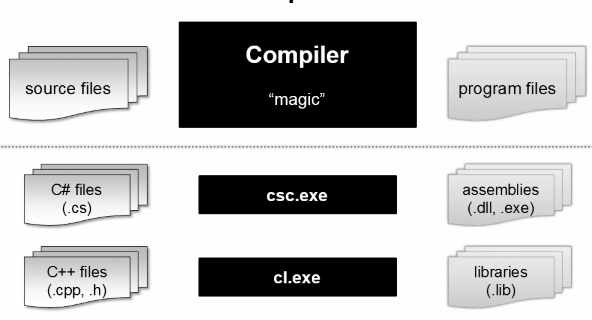 source files
Compiler
“magic”
program files
C# files
(.cs)
csc.exe
assemblies
(.dll, .exe)
C++ files
(.cpp, .h)
cl.exe
libraries
(.lib)